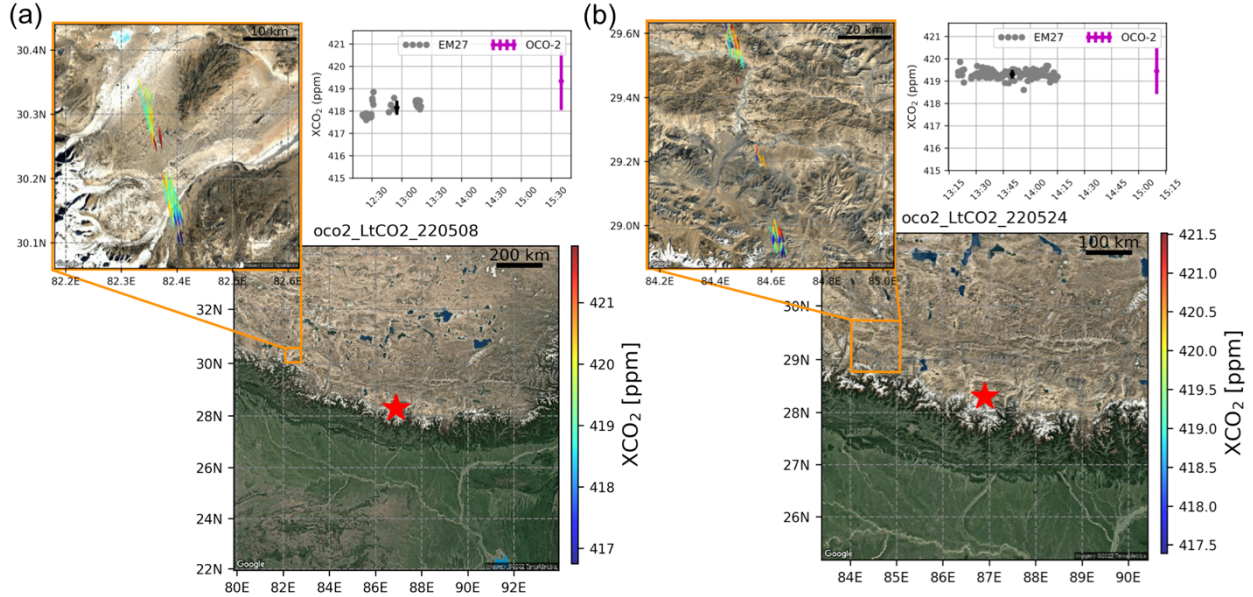 (a)
10 km
30.4N
30.3N
30.2N
30.1N
82.2E 82.3E 82.4E 82.5E 82.6E
421
420
419
418
417
416
415
XCO2 (ppm)
EM27 OCO-2
12:30 13:00 13:30 14:00 14:30 15:00 15:30
oco2_LtCO2_220508
200 km
32N
30N
28N
26N
24N
22N
80E 82E 84E 86E 88E 90E 92E
Google
421
420
419
418
417
XCO2 [ppm]
(b)
20 km
29.6N
29.4N
29.2N
29.0N
84.2E 84.4E 84.6E 84.8E 85.0E
421
420
419
418
417
416
415
XCO2 (ppm)
EM27 OCO-2
13:15 13:30 13:45 14:00 14:15 14:30 14:45 15:00 15:15
oco2_LtCO2_220524
100 km
30N
29N
28N
27N
26N
84E 85E 86E 87E 88E 89E 90E
Google
Imagery ©2022 TerraMetrics
421.5
421.0
420.5
420.0
419.5
419.0
418.5
418.0
417.5
XCO2 [ppm]